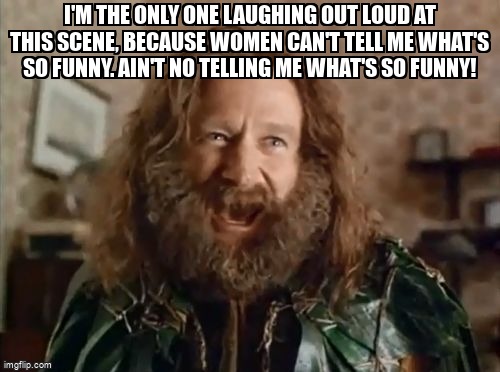 I'M THE ONLY ONE LAUGHING OUT LOUD AT
THIS SCENE, BECAUSE WOMEN CAN'T TELL ME WHAT'S
SO FUNNY. AIN'T NO TELLING ME WHAT'S SO FUNNY!
imgflip.com